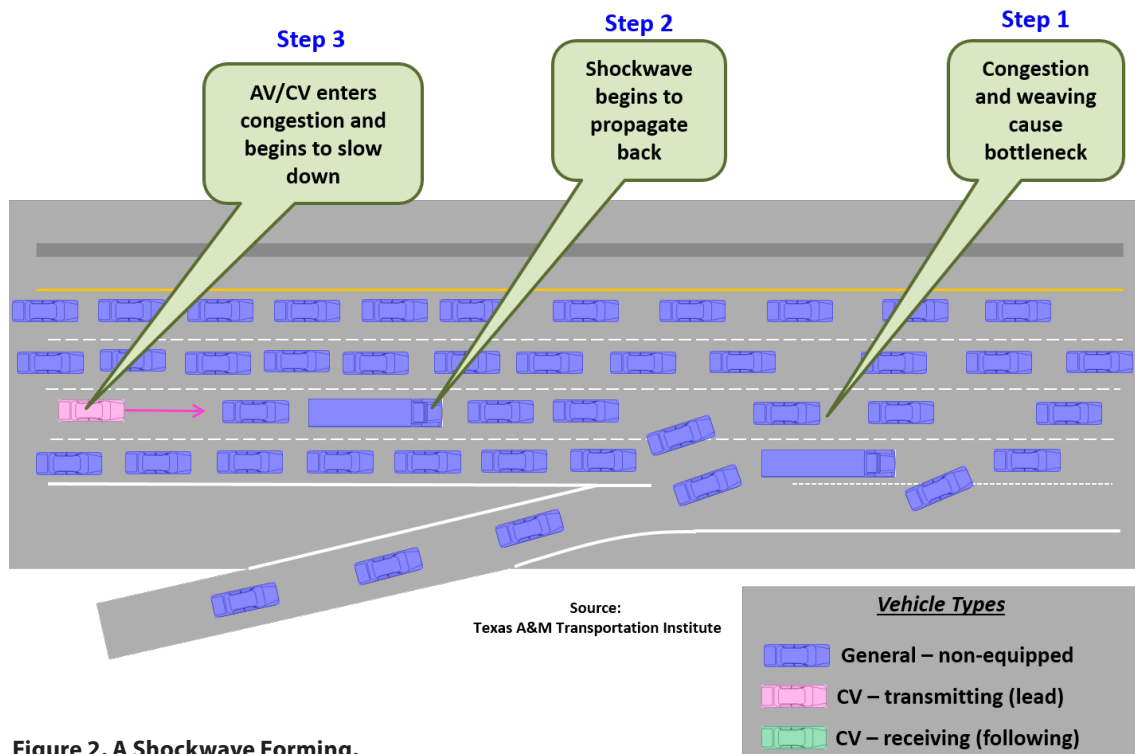 Step 3
AV/CV enters
congestion and
begins to slow
down
Step 2
Shockwave
begins to
propagate
back
Step 1
Congestion
and weaving
cause
bottleneck
Source:
Texas A&M Transportation Institute
Vehicle Types
General – non-equipped
CV – transmitting (lead)
CV – receiving (following)
Figure 2. A Shockwave Forming.